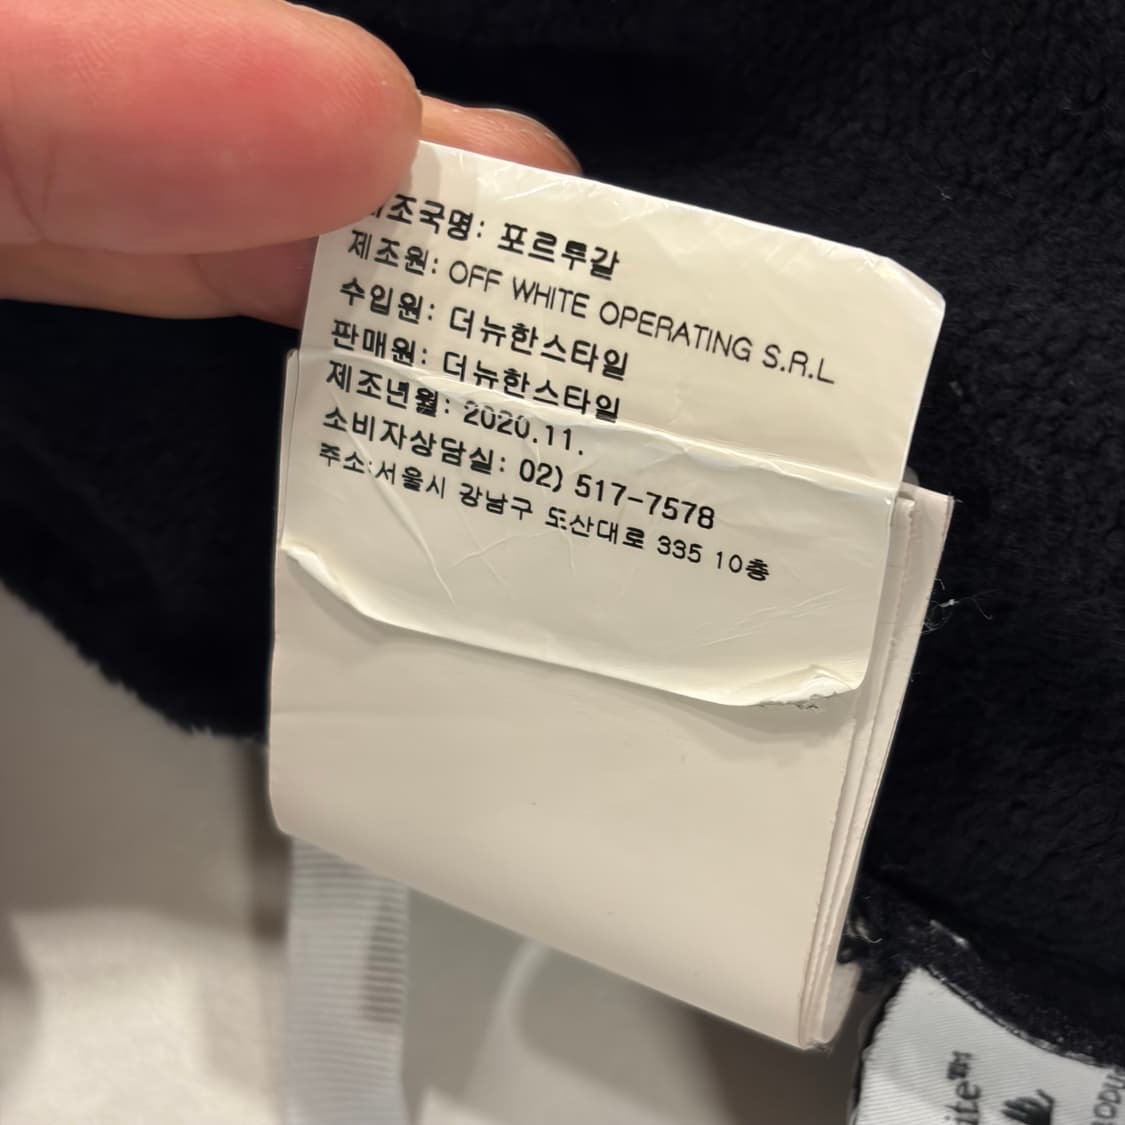 제조국명: 포르투갈
제조원: OFF WHITE OPERATING S.R.L
수입원: 더뉴한스타일
판매원: 더뉴한스타일
제조년월: 2020.11.
소비자상담실: 02) 517-7578
주소:서울시 강남구 도산대로 335 10층